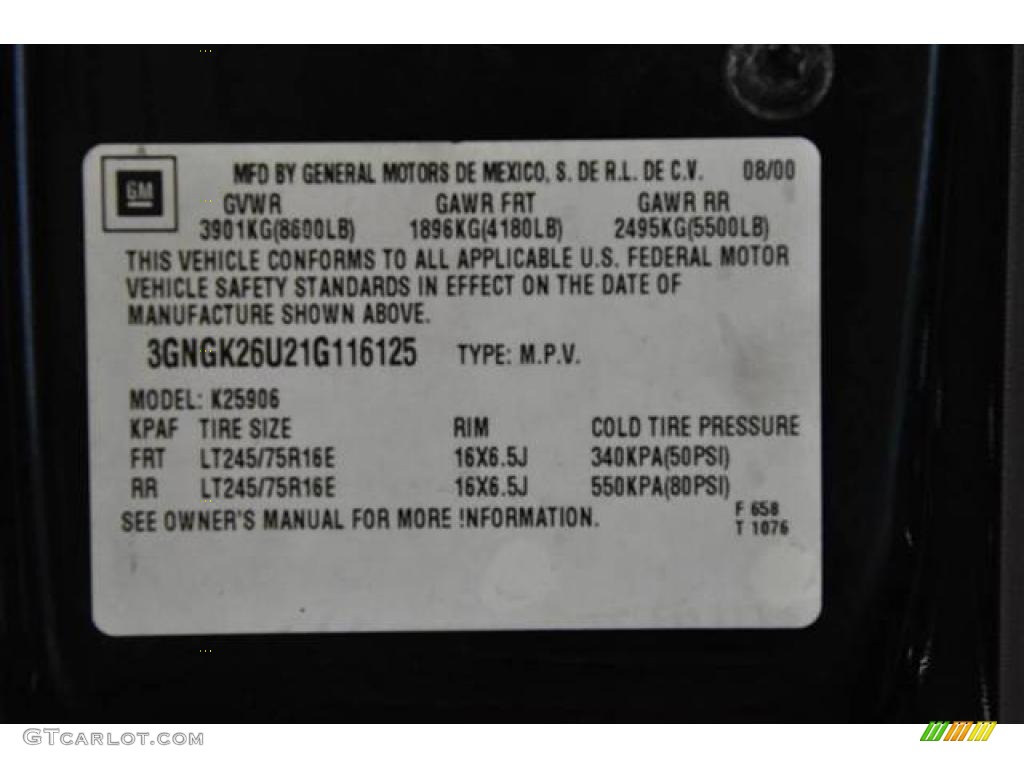 GM
MFD BY GENERAL MOTORS DE MEXICO, S. DE R.L. DE C.V. 08/00
GVWR GAWR FRT GAWR RR
3901KG(8600LB) 1896KG(4180LB) 2495KG(5500LB)
THIS VEHICLE CONFORMS TO ALL APPLICABLE U.S. FEDERAL MOTOR
VEHICLE SAFETY STANDARDS IN EFFECT ON THE DATE OF
MANUFACTURE SHOWN ABOVE.
3GNGK26U21G116125 TYPE: M.P.V.
MODEL: K25906
KPAF TIRE SIZE RIM COLD TIRE PRESSURE
FRT LT245/75R16E 16X6.5J 340KPA(50PSI)
RR LT245/75R16E 16X6.5J 550KPA(80PSI)
SEE OWNER'S MANUAL FOR MORE INFORMATION.
F 658
T 1076
GTCARLOT.COM